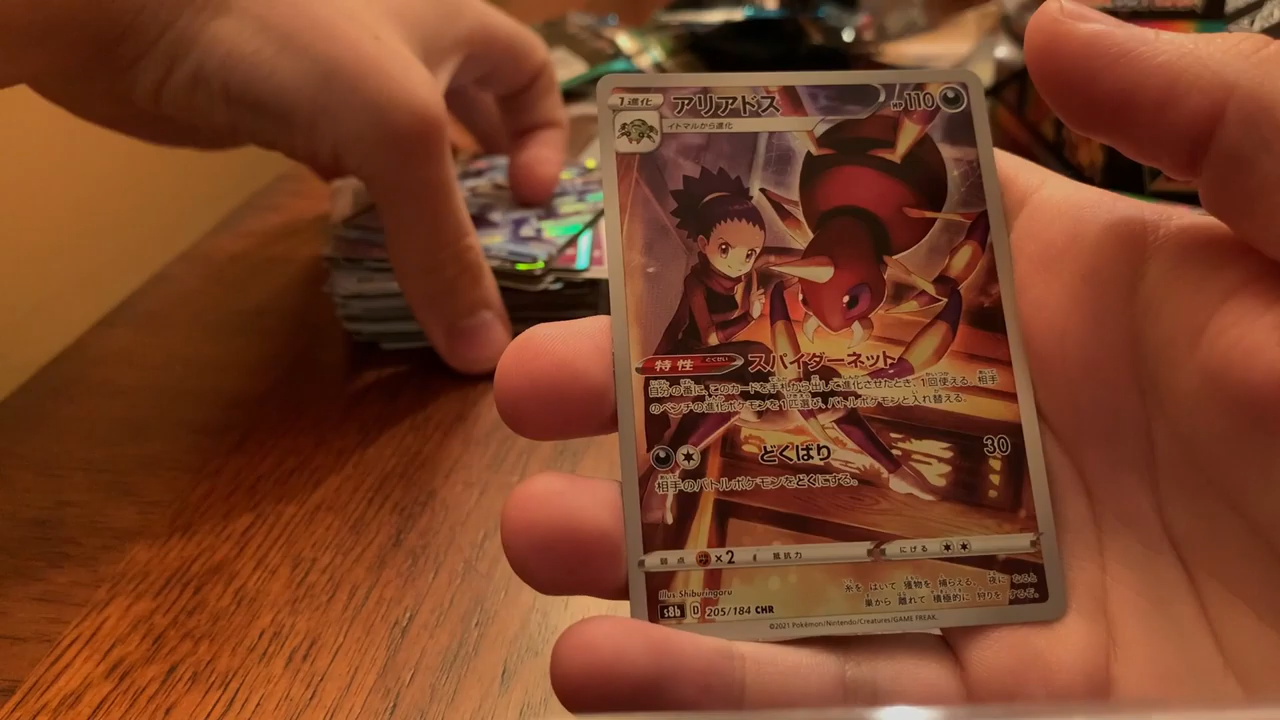 1進化 アリアドス HP 110
イトマルから進化
特性 とくせい スパイダーネット
自分の番に、このカードを手札から出して進化させたとき、1回使える。相手
のベンチの進化ポケモンを1匹選び、バトルポケモンと入れ替える。
どくばり 30
相手のバトルポケモンをどくにする。
弱点 ×2 抵抗力 にげる
Illus. Shiburingaru
糸を はいて 獲物を 捕らえる。 夜に なると
巣から 離れて 積極的に 狩りを するぞ。
s8b D 205/184 CHR
©2021 Pokémon/Nintendo/Creatures/GAME FREAK.